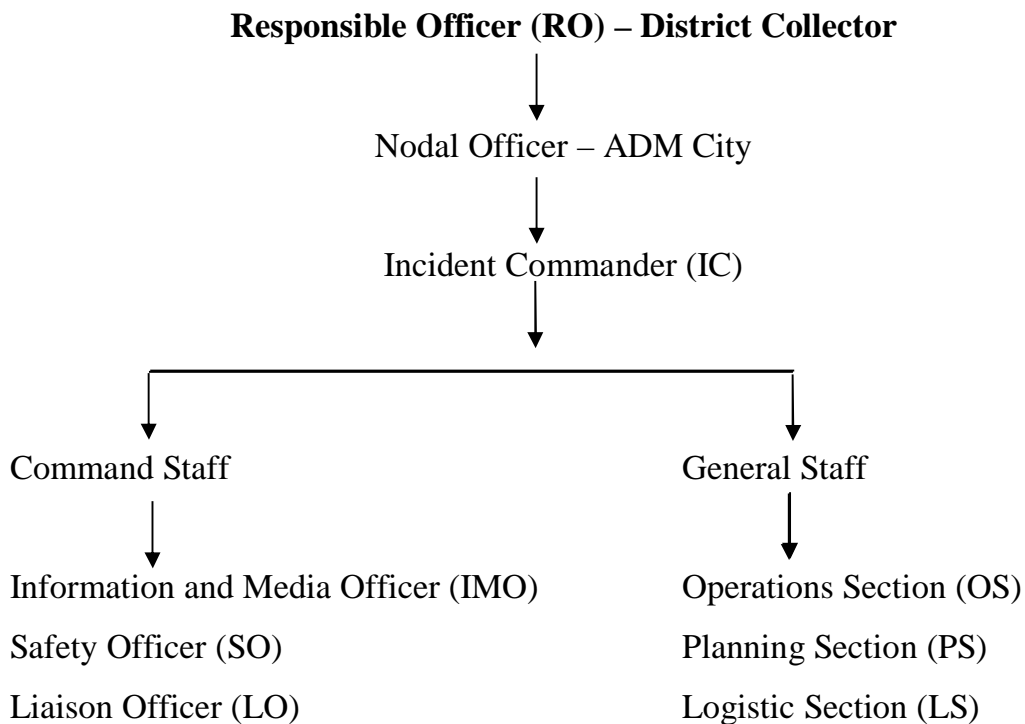 Responsible Officer (RO) – District Collector
Nodal Officer – ADM City
Incident Commander (IC)
Command Staff
General Staff
Information and Media Officer (IMO)
Operations Section (OS)
Safety Officer (SO)
Planning Section (PS)
Liaison Officer (LO)
Logistic Section (LS)